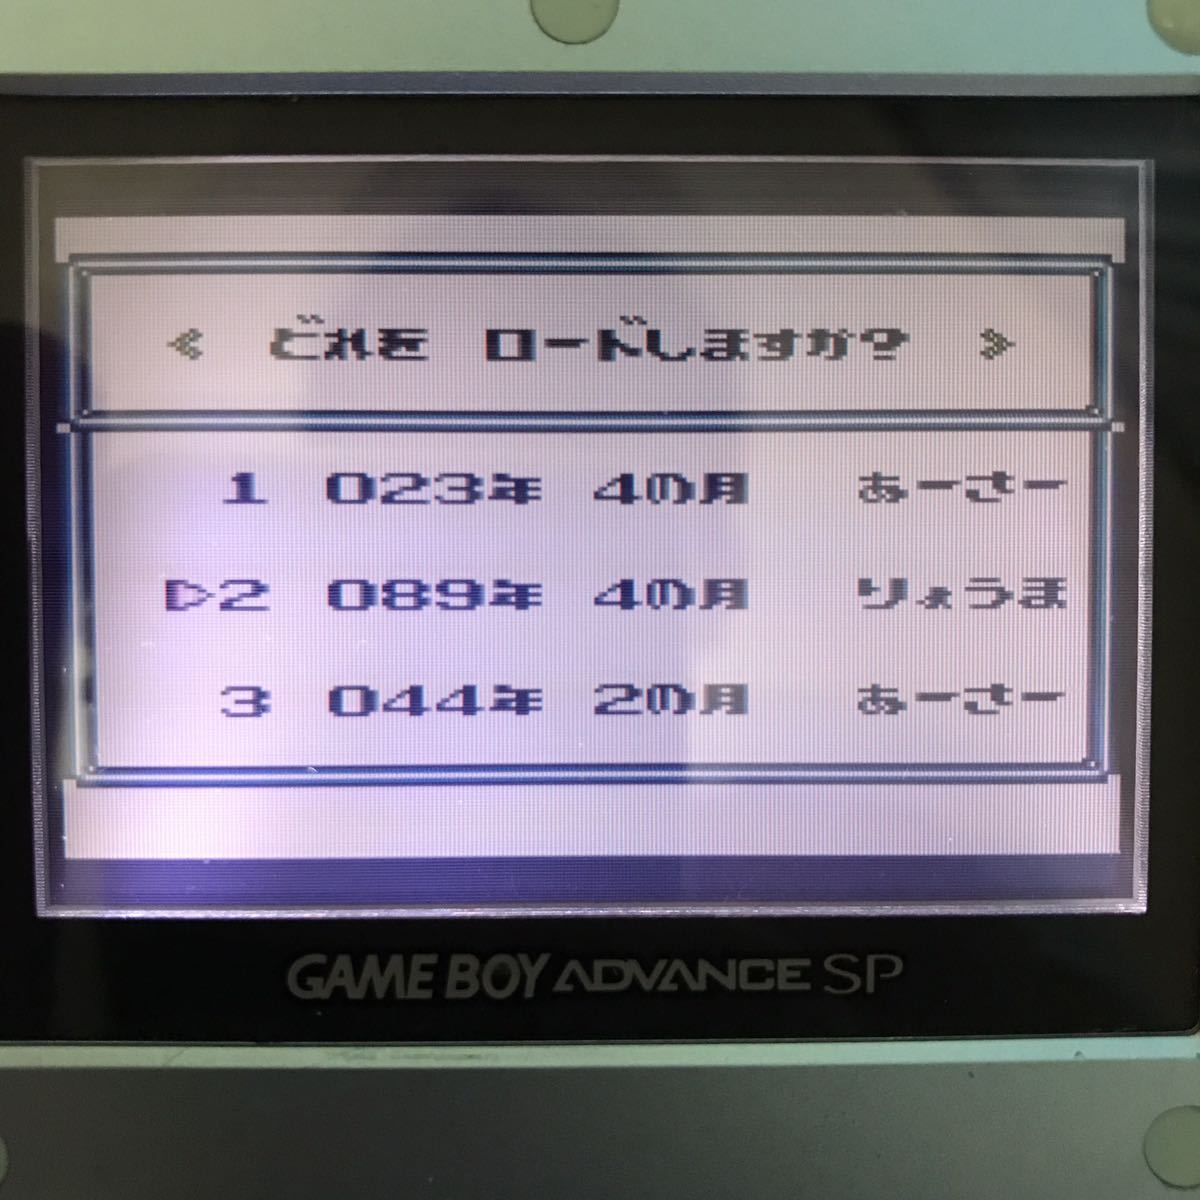 ≪ どれを ロードしますか? ≫
1 023年 4の月 あーさー
▷2 089年 4の月 りょうま
3 044年 2の月 あーさー
GAME BOY ADVANCE SP